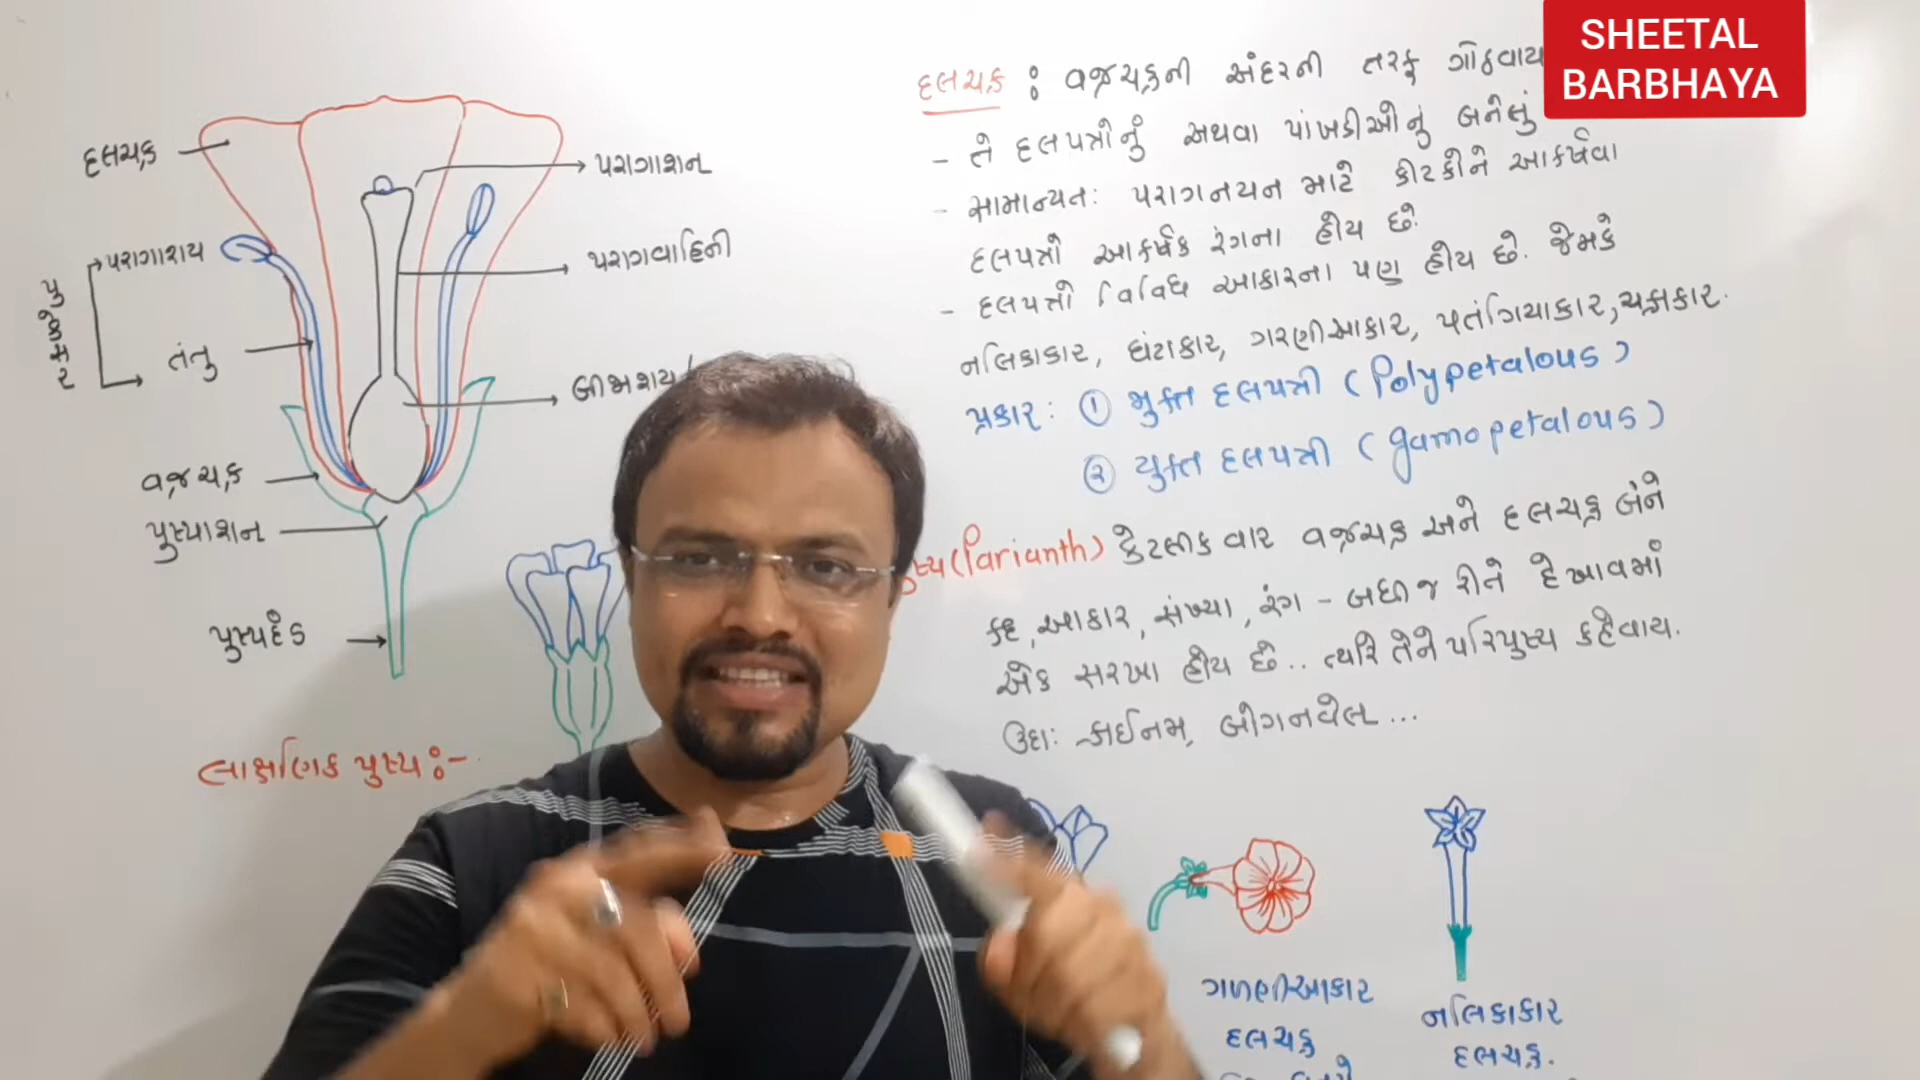 SHEETAL
BARBHAYA
દલચક્ર : વજ્રચક્રની અંદરની તરફ ગોઠવાય
- તે દલપત્રોનું અથવા પાંખડીઓનું બનેલું
- સામાન્યત: પરાગનયન માટે કીટકોને આકર્ષવા
દલપત્રો આકર્ષક રંગના હોય છે.
- દલપત્રો વિવિધ આકારના પણ હોય છે. જેમકે
નલિકાકાર, ઘંટાકાર, ગરણીઆકાર, પતંગિયાકાર, ચક્રાકાર.
પ્રકાર: ① મુક્ત દલપત્રી (Polypetalous)
② યુક્ત દલપત્રી (gamopetalous)
(Parianth) કેટલીક વાર વજ્રચક્ર અને દલચક્ર બંને
કદ, આકાર, સંખ્યા, રંગ - બધી જ રીતે દેખાવમાં
એક સરખા હોય છે.. ત્યારે તેને પરિપુષ્પ કહેવાય.
ઉદા: બોગનવેલ...
દલચક્ર
પરાગાશન
પરાગાશય
પરાગવાહિની
પુંકેસર
તંતુ
બીજાશય
વજ્રચક્ર
પુષ્પાશન
પુષ્પદંડ
લાક્ષણિક પુષ્પ :-
ગળણીઆકાર
દલચક્ર
નલિકાકાર
દલચક્ર.